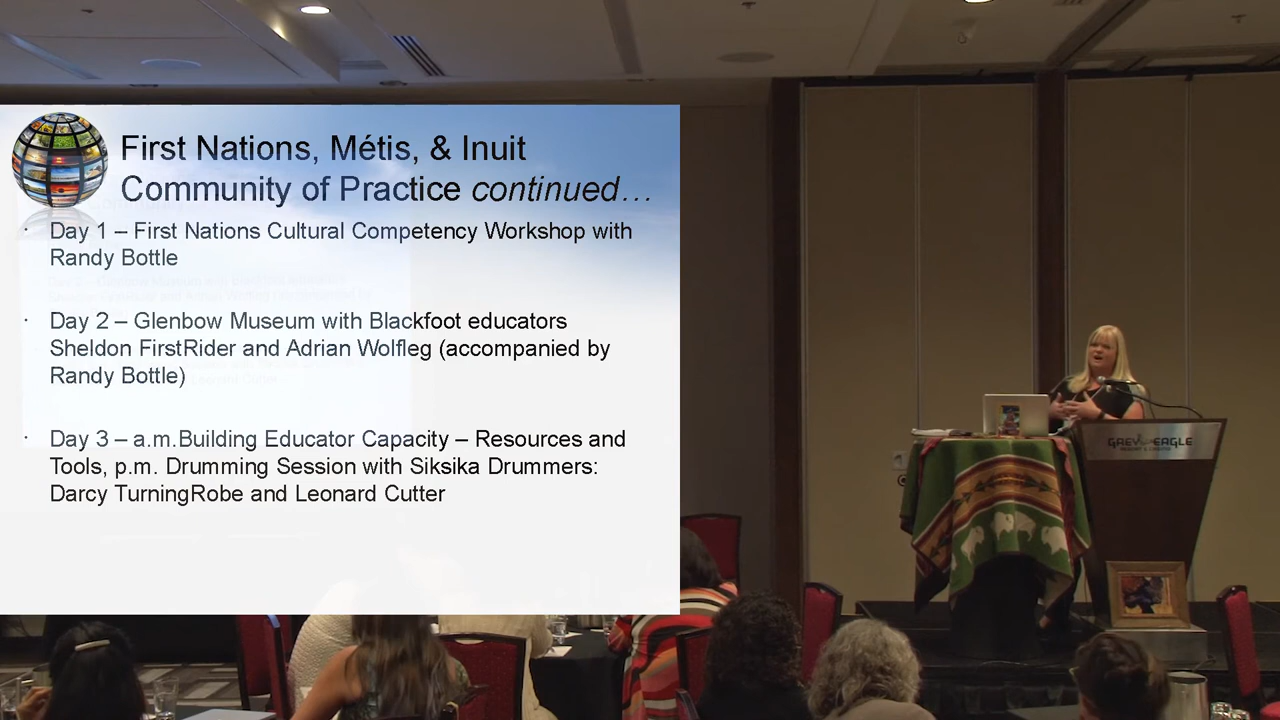 First Nations, Métis, & Inuit
Community of Practice continued…
· Day 1 – First Nations Cultural Competency Workshop with
Randy Bottle
· Day 2 – Glenbow Museum with Blackfoot educators
Sheldon FirstRider and Adrian Wolfleg (accompanied by
Randy Bottle)
· Day 3 – a.m.Building Educator Capacity – Resources and
Tools, p.m. Drumming Session with Siksika Drummers:
Darcy TurningRobe and Leonard Cutter
GREY EAGLE
RESORT & CASINO